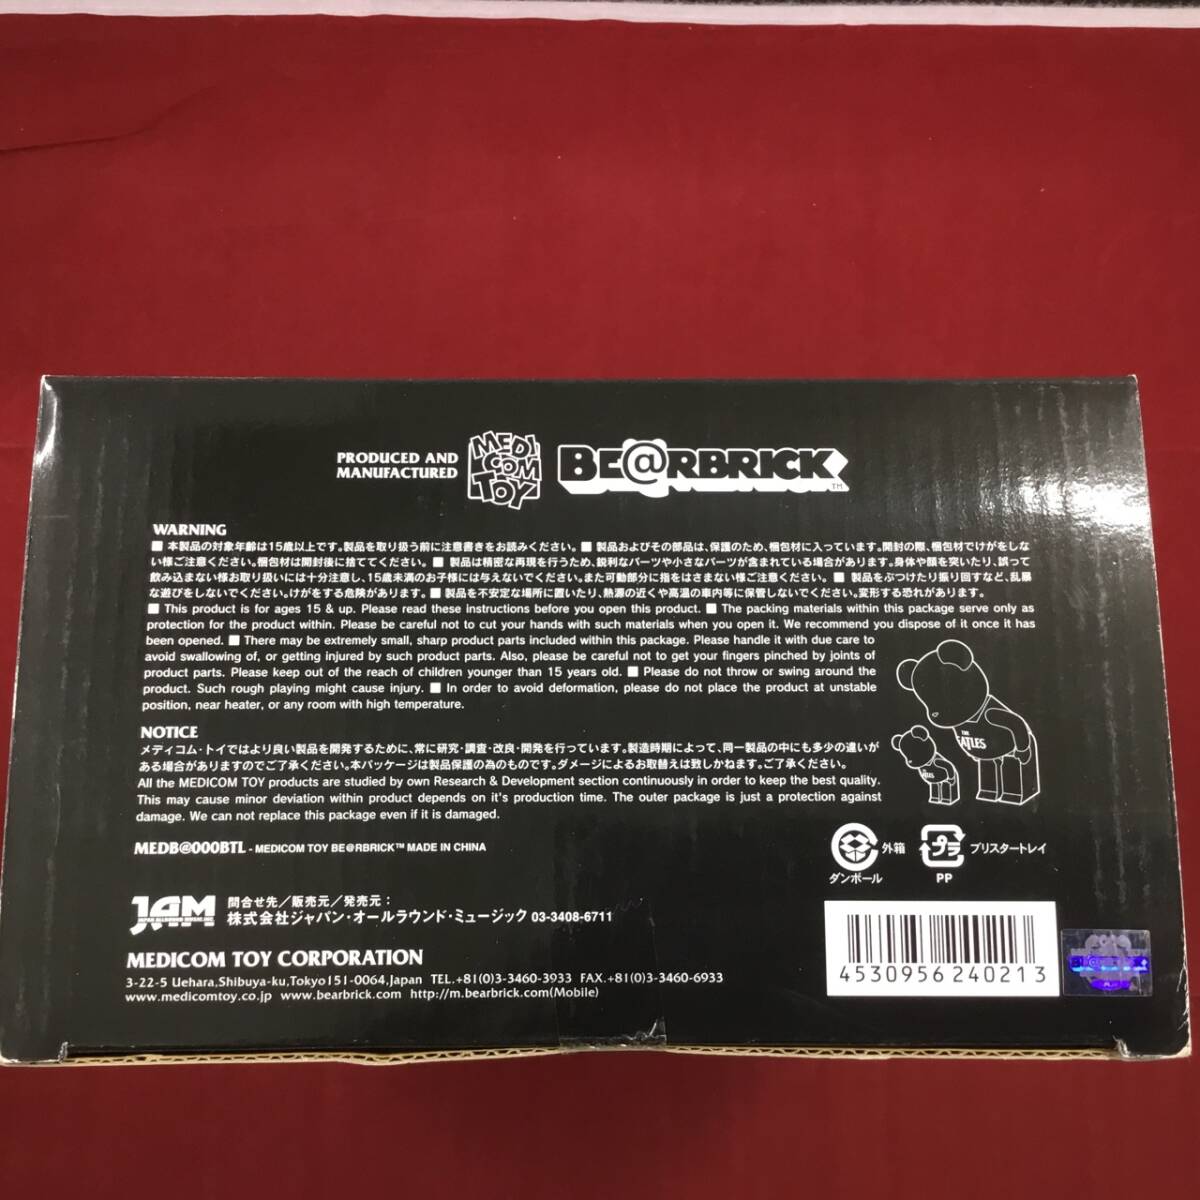 PRODUCED AND
MANUFACTURED
MEDI
COM
TOY
BE@RBRICK
TM
WARNING
■ 本製品の対象年齢は15歳以上です。製品を取り扱う前に注意書きをお読みください。■ 製品およびその部品は、保護のため、梱包材に入っています。開封の際、梱包材でけがをしな
い様ご注意ください。梱包材は開封後に捨ててください。■ 製品は精密な再現を行うため、鋭利なパーツや小さなパーツが含まれている場合があります。身体や顔を突いたり、誤って
飲み込まない様お取り扱いには十分注意し、15歳未満のお子様には与えないでください。また可動部分に指をはさまない様ご注意ください。 ■ 製品をぶつけたり振り回すなど、乱暴
な遊びをしないでください。けがをする危険があります。■ 製品を不安定な場所に置いたり、熱源の近くや高温の車内等に保管しないでください。変形する恐れがあります。
■ This product is for ages 15 & up. Please read these instructions before you open this product. ■ The packing materials within this package serve only as
protection for the product within. Please be careful not to cut your hands with such materials when you open it. We recommend you dispose of it once it has
been opened. ■ There may be extremely small, sharp product parts included within this package. Please handle it with due care to
avoid swallowing of, or getting injured by such product parts. Also, please be careful not to get your fingers pinched by joints of
product parts. Please keep out of the reach of children younger than 15 years old. ■ Please do not throw or swing around the
product. Such rough playing might cause injury. ■ In order to avoid deformation, please do not place the product at unstable
position, near heater, or any room with high temperature.
THE
EATLES
NOTICE
メディコム・トイではより良い製品を開発するために、常に研究・調査・改良・開発を行っています。製造時期によって、同一製品の中にも多少の違いが
ある場合がありますのでご了承ください。本パッケージは製品保護の為のものです。ダメージによるお取替えは致しかねます。ご了承ください。
All the MEDICOM TOY products are studied by own Research & Development section continuously in order to keep the best quality.
This may cause minor deviation within product depends on it's production time. The outer package is just a protection against
damage. We can not replace this package even if it is damaged.
MEDB@000BTL - MEDICOM TOY BE@RBRICK™ MADE IN CHINA
外箱
ダンボール
プラ
ブリスタートレイ
PP
JAM
JAPAN ALLROUND MUSIC,INC.
問合せ先／販売元／発売元：
株式会社ジャパン・オールラウンド・ミュージック 03-3408-6711
MEDICOM TOY CORPORATION
3-22-5 Uehara,Shibuya-ku,Tokyo151-0064,Japan TEL.+81(0)3-3460-3933 FAX.+81(0)3-3460-6933
www.medicomtoy.co.jp www.bearbrick.com http://m.bearbrick.com(Mobile)
4530956240213
BE@RBRICK